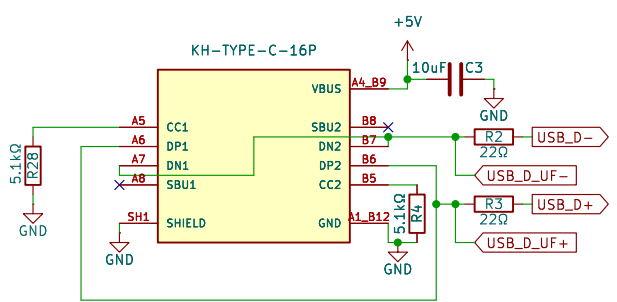 +5V
KH-TYPE-C-16P
10uF C3
VBUS A4_B9
GND
A5 CC1 SBU2 B8
A6 DP1 DN2 B7 R2 USB_D-
22Ω
5.1kΩ R28 A7 DN1 DP2 B6 USB_D_UF-
A8 SBU1 CC2 B5
5.1kΩ R4 R3 USB_D+
22Ω
SH1 SHIELD GND A1_B12
GND USB_D_UF+
GND GND